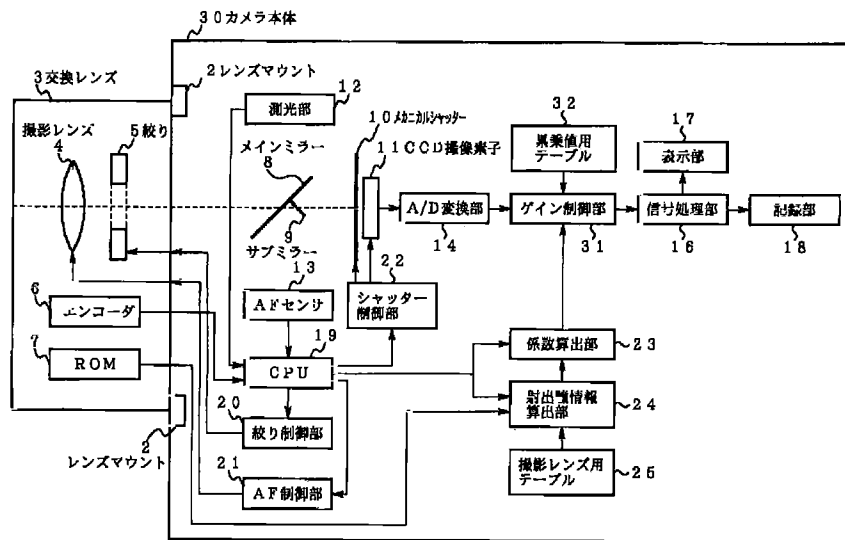 30カメラ本体
2レンズマウント
3交換レンズ
撮影レンズ
4
5絞り
測光部
12
メインミラー
8
9
サブミラー
10メカニカルシャッター
11CCD撮像素子
A/D変換部
14
32
累乗値用
テーブル
ゲイン制御部
31
17
表示部
信号処理部
16
記録部
18
13
AFセンサ
22
シャッター
制御部
6
エンコーダ
7
ROM
19
CPU
20
絞り制御部
21
AF制御部
2
レンズマウント
係数算出部
23
射出瞳情報
算出部
24
撮影レンズ用
テーブル
25